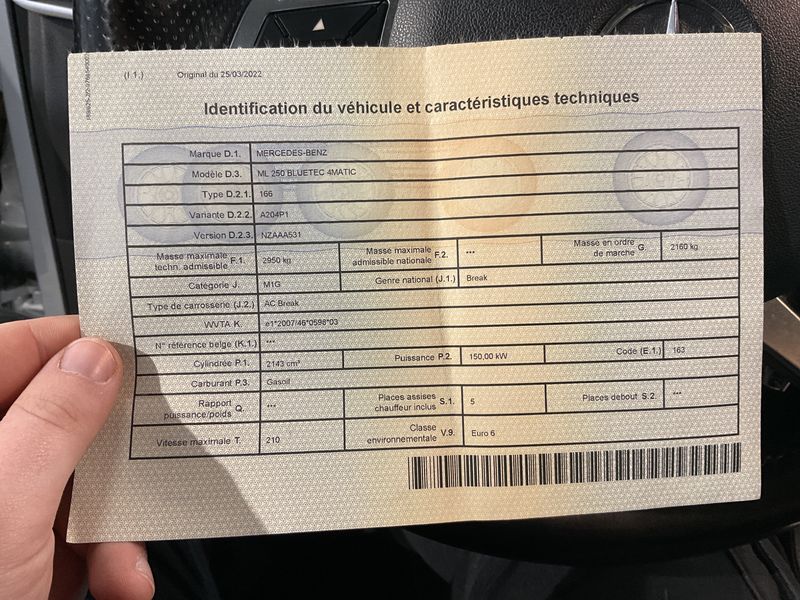 (I 1.) Original du 25/03/2022
Identification du véhicule et caractéristiques techniques
Marque D.1. MERCEDES-BENZ
Modèle D.3. ML 250 BLUETEC 4MATIC
Type D.2.1. 166
Variante D.2.2. A204P1
Version D.2.3. NZAAA531
Masse maximale techn. admissible F.1. 2950 kg Masse maximale admissible nationale F.2. --- Masse en ordre de marche G. 2160 kg
Catégorie J. M1G Genre national (J.1.) Break
Type de carrosserie (J.2.) AC Break
WVTA K. e1*2007/46*0598*03
N° référence belge (K.1.) ---
Cylindrée P.1. 2143 cm³ Puissance P.2. 150,00 kW Code (E.1.) 163
Carburant P.3. Gasoil
Rapport puissance/poids Q. --- Places assises chauffeur inclus S.1. 5 Places debout S.2. ---
Vitesse maximale T. 210 Classe environnementale V.9. Euro 6